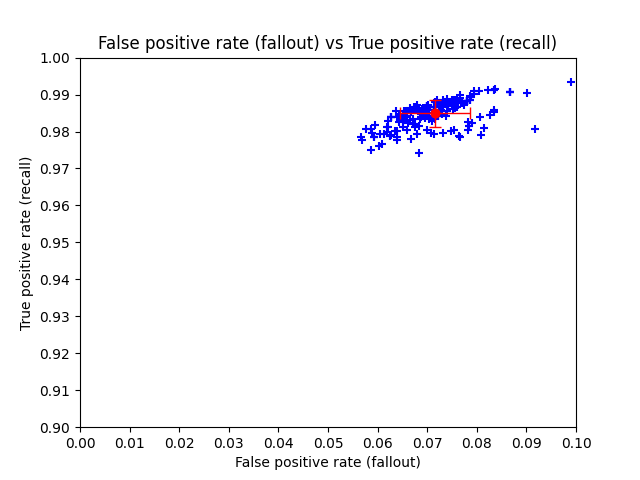 False positive rate (fallout) vs True positive rate (recall)
1.00
0.99
0.98
0.97
0.96
0.95
0.94
0.93
0.92
0.91
0.90
True positive rate (recall)
0.00 0.01 0.02 0.03 0.04 0.05 0.06 0.07 0.08 0.09 0.10
False positive rate (fallout)